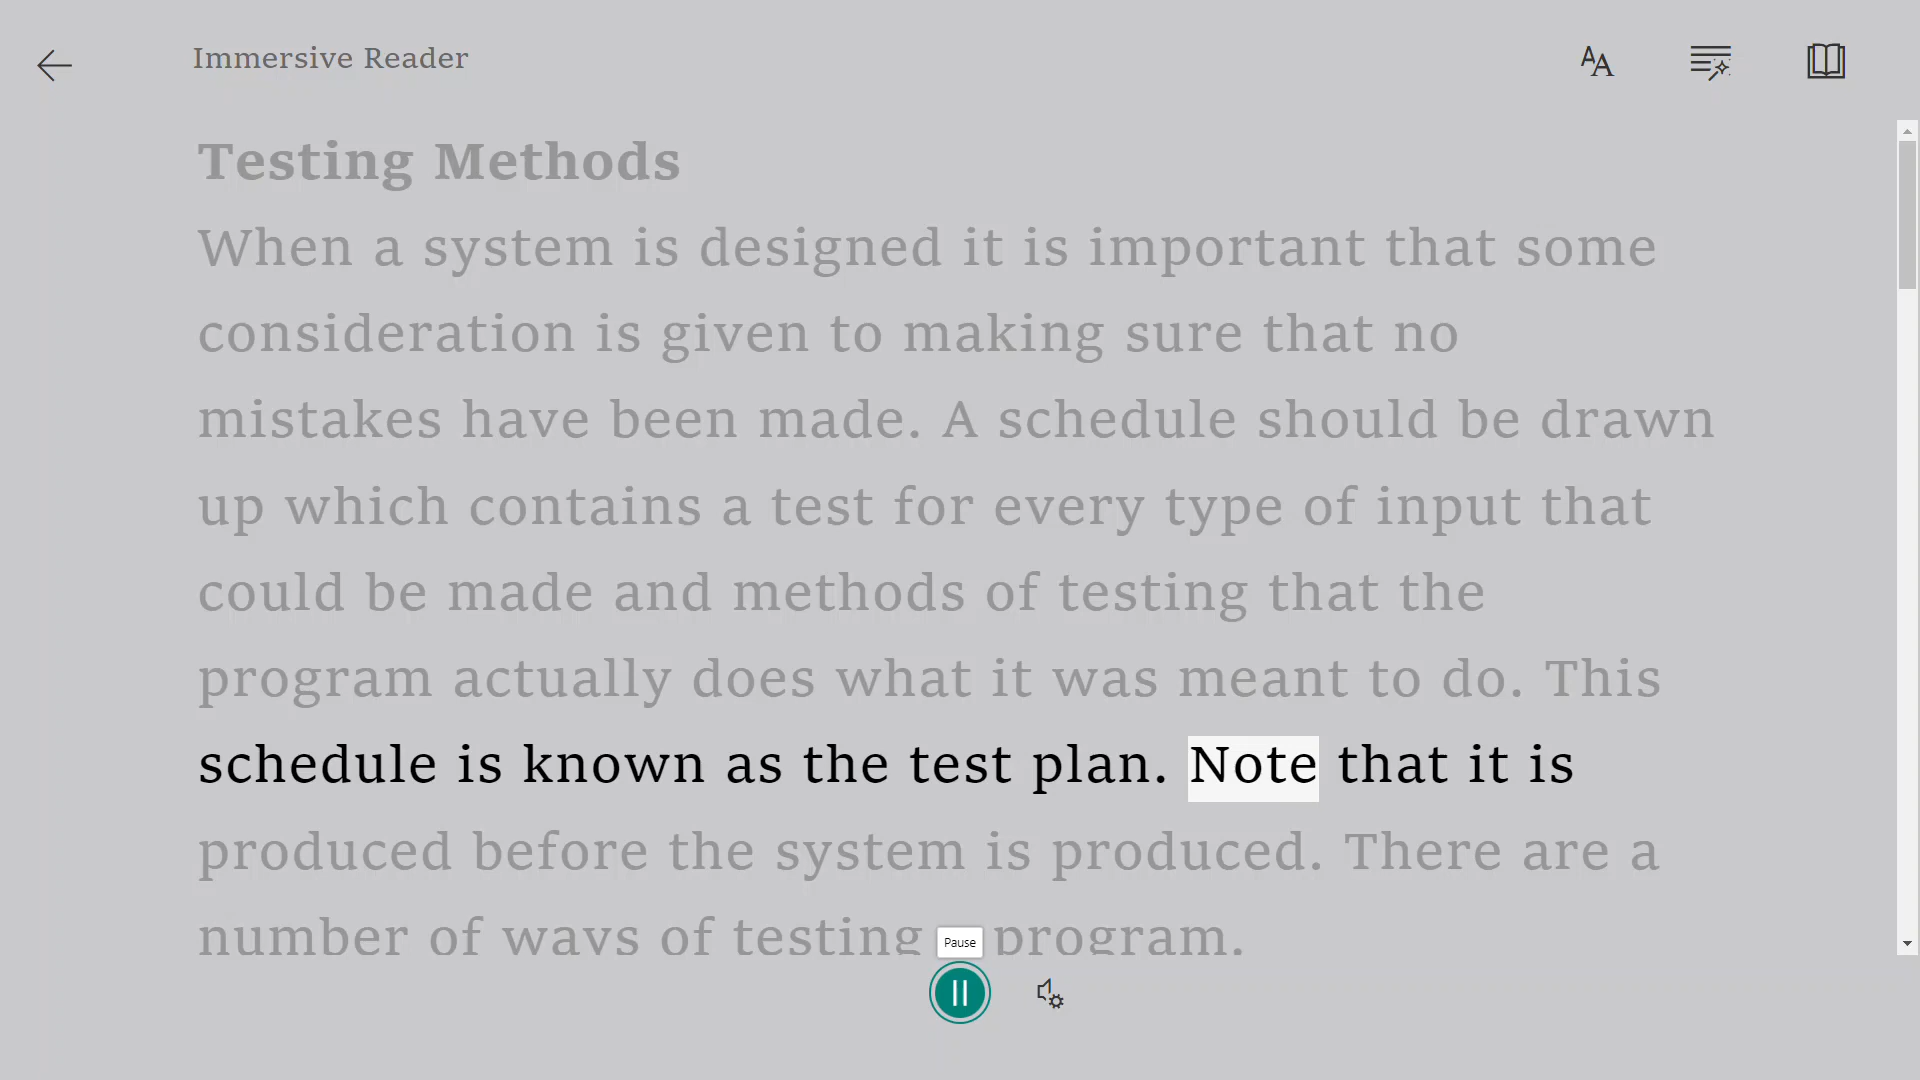 Immersive Reader
Testing Methods
When a system is designed it is important that some
consideration is given to making sure that no
mistakes have been made. A schedule should be drawn
up which contains a test for every type of input that
could be made and methods of testing that the
program actually does what it was meant to do. This
schedule is known as the test plan. Note that it is
produced before the system is produced. There are a
number of ways of testing program.
Pause